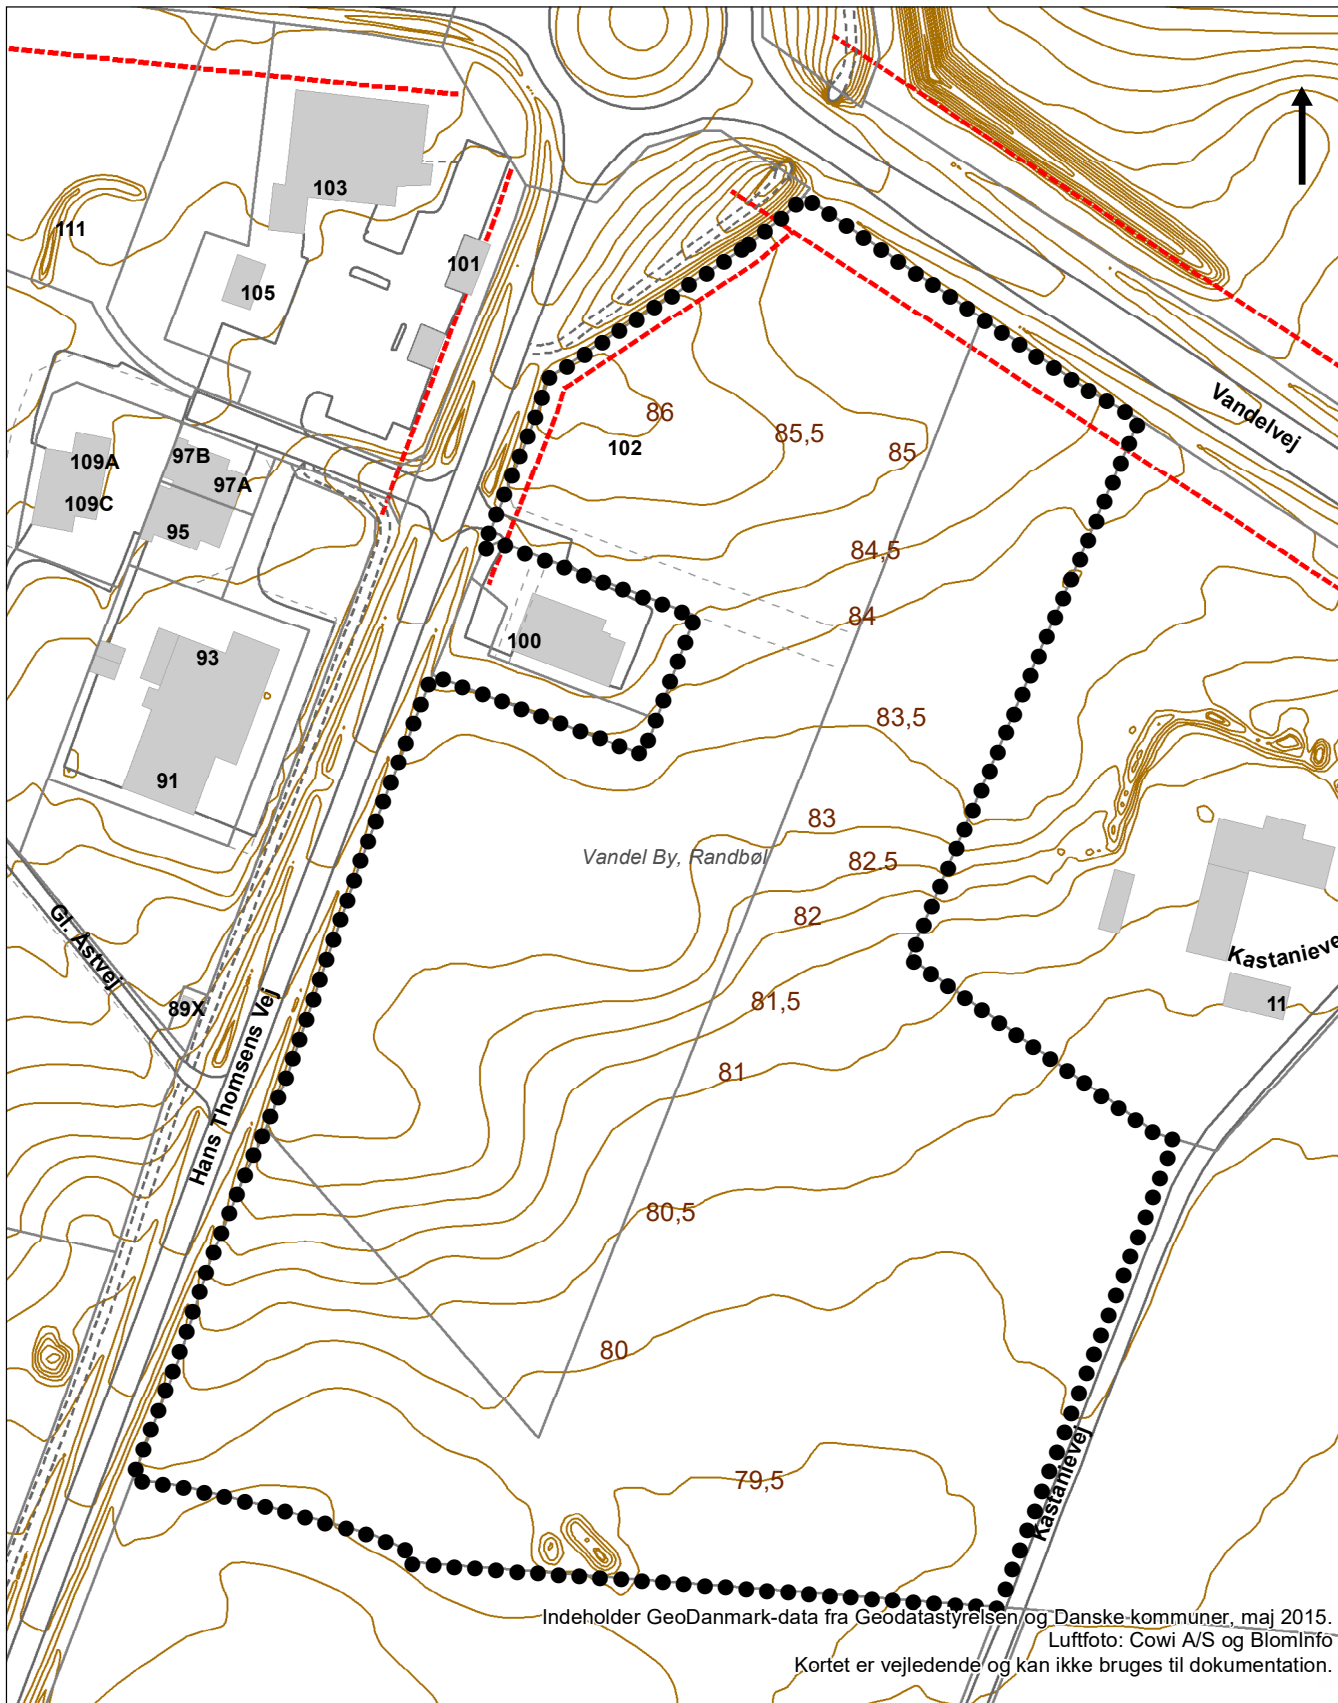 103
111
101
105
Vandelvej
86
85,5
85
102
109A
97B
97A
109C
95
84,5
84
100
93
83,5
91
83
Vandel By, Randbøl
82.5
82
Gl. Åstvej
Kastanieve
81,5
89X
11
Hans Thomsens Vej
81
80,5
80
79,5
Kastanievej
Indeholder GeoDanmark-data fra Geodatastyrelsen og Danske kommuner, maj 2015.
Luftfoto: Cowi A/S og BlomInfo
Kortet er vejledende og kan ikke bruges til dokumentation.